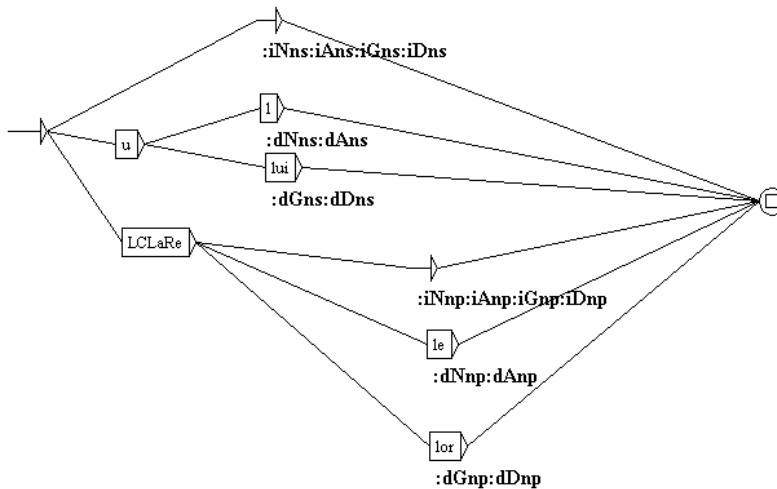 :iNns:iAns:iGns:iDns
l
:dNns:dAns
u
lui
:dGns:dDns
LCLaRe
:iNnp:iAnp:iGnp:iDnp
le
:dNnp:dAnp
lor
:dGnp:dDnp